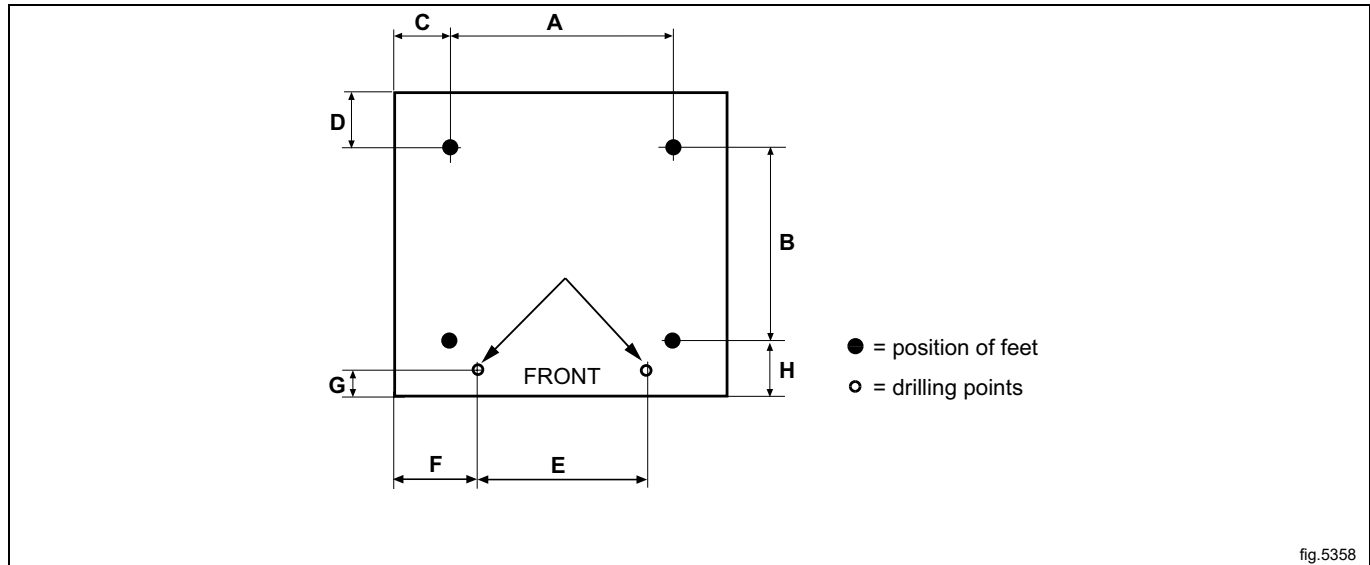 C
A
D
B
● = position of feet
H
○ = drilling points
G
FRONT
F
E
fig.5358